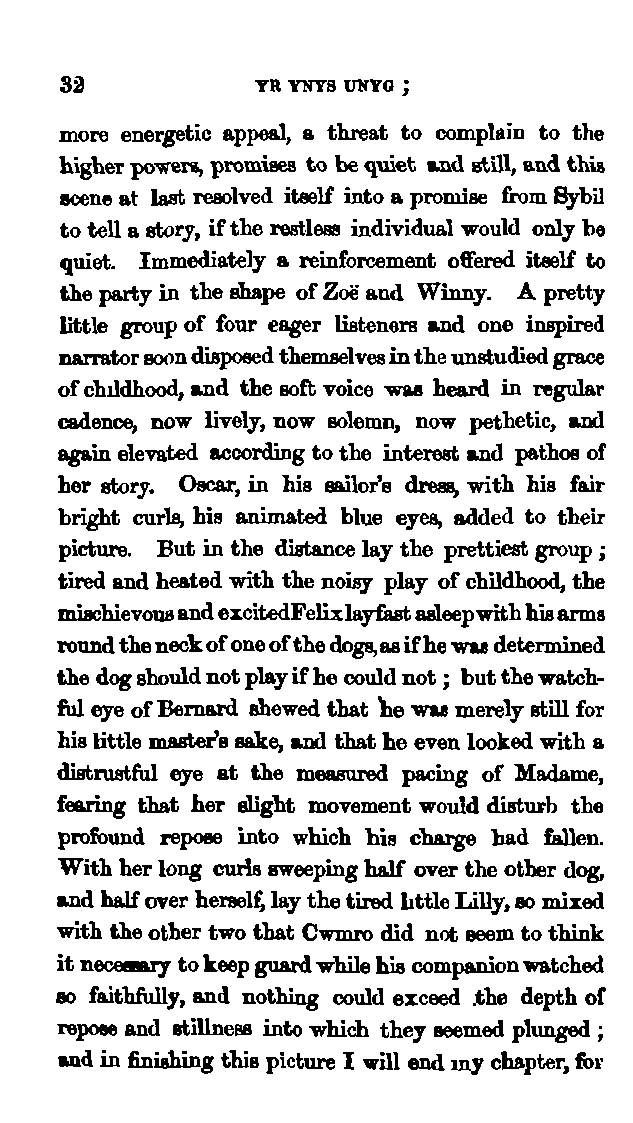 32 YR YNYS UNYG ;
more energetic appeal, a threat to complain to the
higher powers, promises to be quiet and still, and this
scene at last resolved itself into a promise from Sybil
to tell a story, if the restless individual would only be
quiet. Immediately a reinforcement offered itself to
the party in the shape of Zoë and Winny. A pretty
little group of four eager listeners and one inspired
narrator soon disposed themselves in the unstudied grace
of childhood, and the soft voice was heard in regular
cadence, now lively, now solemn, now pethetic, and
again elevated according to the interest and pathos of
her story. Oscar, in his sailor's dress, with his fair
bright curls, his animated blue eyes, added to their
picture. But in the distance lay the prettiest group ;
tired and heated with the noisy play of childhood, the
mischievous and excited Felix lay fast asleep with his arms
round the neck of one of the dogs, as if he was determined
the dog should not play if he could not ; but the watch-
ful eye of Bernard shewed that he was merely still for
his little master's sake, and that he even looked with a
distrustful eye at the measured pacing of Madame,
fearing that her slight movement would disturb the
profound repose into which his charge had fallen.
With her long curls sweeping half over the other dog,
and half over herself, lay the tired little Lilly, so mixed
with the other two that Cwmro did not seem to think
it necessary to keep guard while his companion watched
so faithfully, and nothing could exceed the depth of
repose and stillness into which they seemed plunged ;
and in finishing this picture I will end my chapter, for